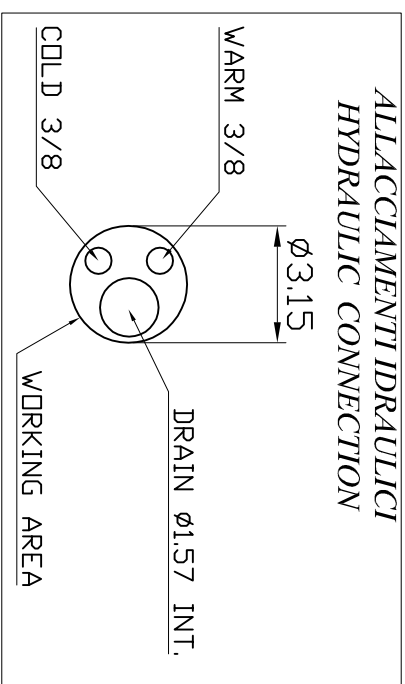 ALLACCIAMENTI IDRAULICI
HYDRAULIC CONNECTION
WARM 3/8
COLD 3/8
Ø3.15
DRAIN Ø1.57 INT.
WORKING AREA